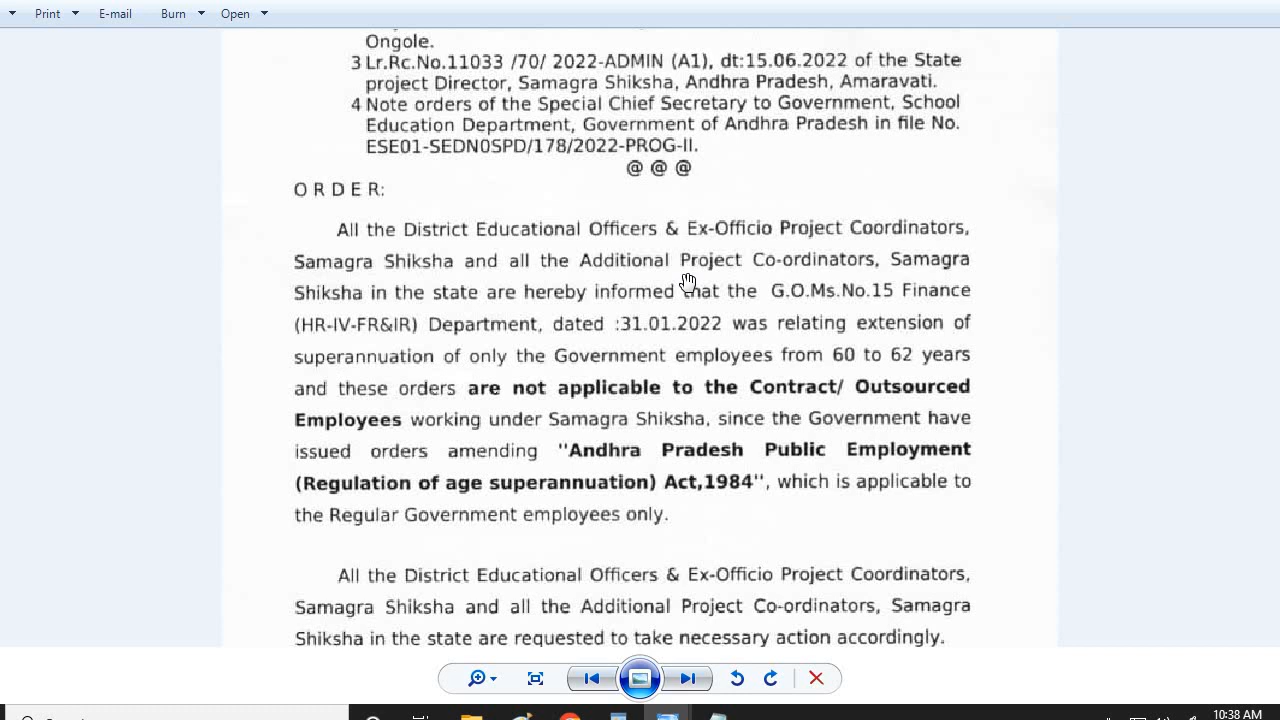 Print E-mail Burn Open
Ongole.
3 Lr.Rc.No.11033 /70/ 2022-ADMIN (A1), dt:15.06.2022 of the State
project Director, Samagra Shiksha, Andhra Pradesh, Amaravati.
4 Note orders of the Special Chief Secretary to Government, School
Education Department, Government of Andhra Pradesh in file No.
ESE01-SEDN0SPD/178/2022-PROG-II.
@ @ @
O R D E R:
All the District Educational Officers & Ex-Officio Project Coordinators,
Samagra Shiksha and all the Additional Project Co-ordinators, Samagra
Shiksha in the state are hereby informed that the G.O.Ms.No.15 Finance
(HR-IV-FR&IR) Department, dated :31.01.2022 was relating extension of
superannuation of only the Government employees from 60 to 62 years
and these orders are not applicable to the Contract/ Outsourced
Employees working under Samagra Shiksha, since the Government have
issued orders amending "Andhra Pradesh Public Employment
(Regulation of age superannuation) Act,1984", which is applicable to
the Regular Government employees only.
All the District Educational Officers & Ex-Officio Project Coordinators,
Samagra Shiksha and all the Additional Project Co-ordinators, Samagra
Shiksha in the state are requested to take necessary action accordingly.
10:38 AM